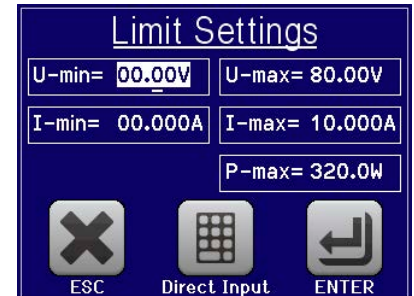 Limit Settings
U-min= 00.00V U-max= 80.00V
I-min= 00.000A I-max= 10.000A
P-max= 320.0W
ESC Direct Input ENTER